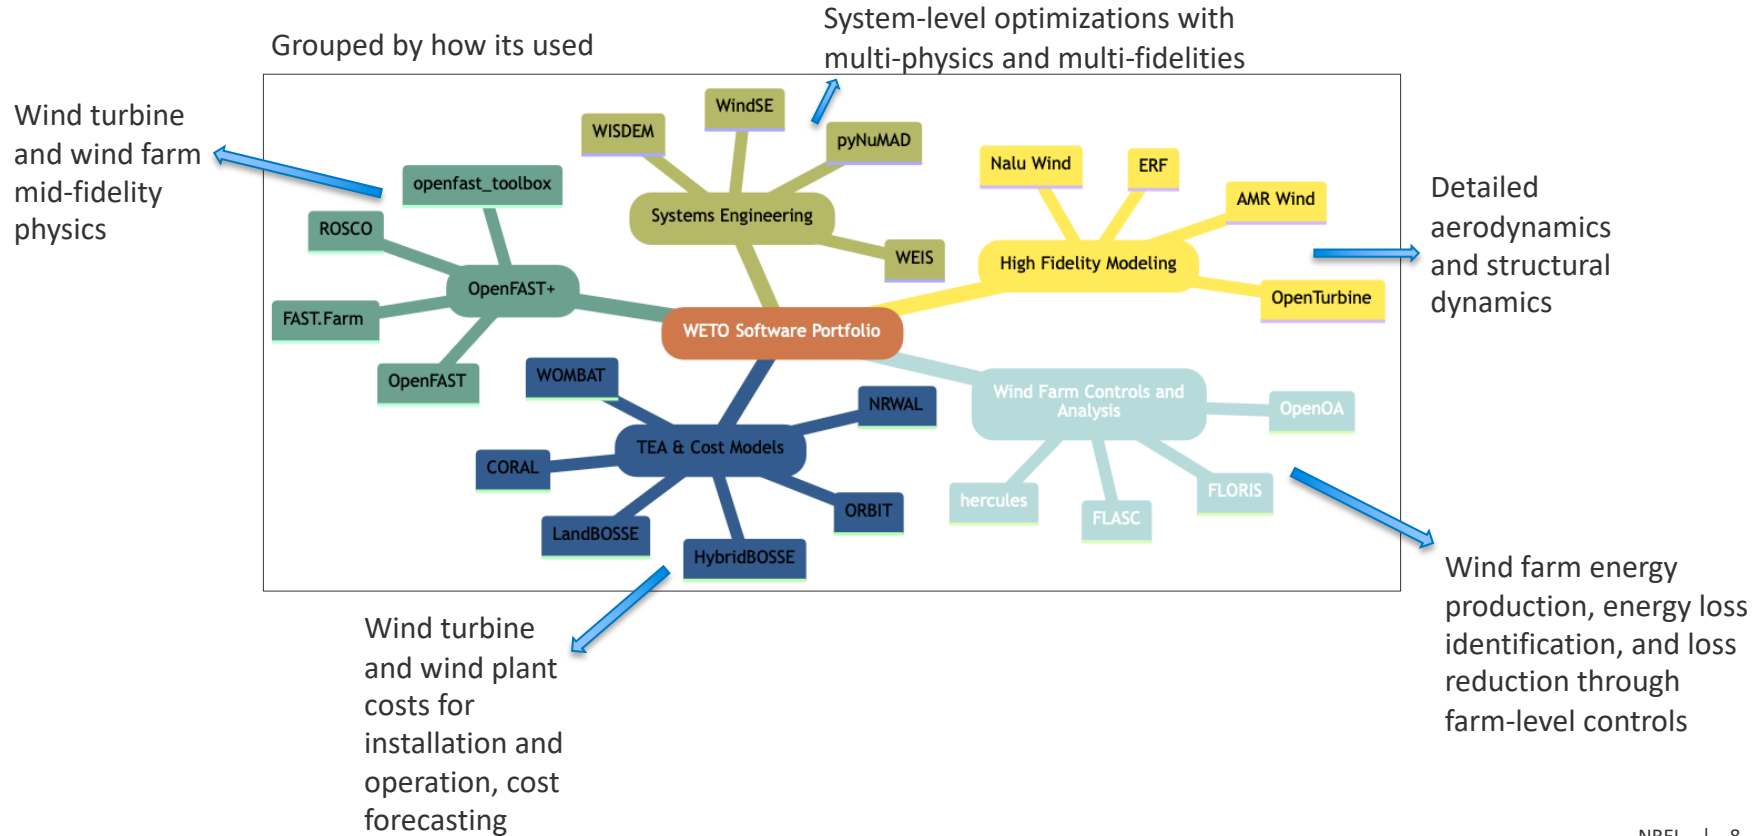 Grouped by how its used
System-level optimizations with
multi-physics and multi-fidelities
Wind turbine
and wind farm
mid-fidelity
physics
WISDEM
WindSE
pyNuMAD
Systems Engineering
WEIS
openfast_toolbox
ROSCO
OpenFAST+
FAST.Farm
OpenFAST
Nalu Wind
ERF
AMR Wind
High Fidelity Modeling
OpenTurbine
Detailed
aerodynamics
and structural
dynamics
WETO Software Portfolio
WOMBAT
NRWAL
TEA & Cost Models
CORAL
ORBIT
LandBOSSE
HybridBOSSE
Wind Farm Controls and
Analysis
OpenOA
FLORIS
hercules
FLASC
Wind turbine
and wind plant
costs for
installation and
operation, cost
forecasting
Wind farm energy
production, energy loss
identification, and loss
reduction through
farm-level controls
NREL | 8